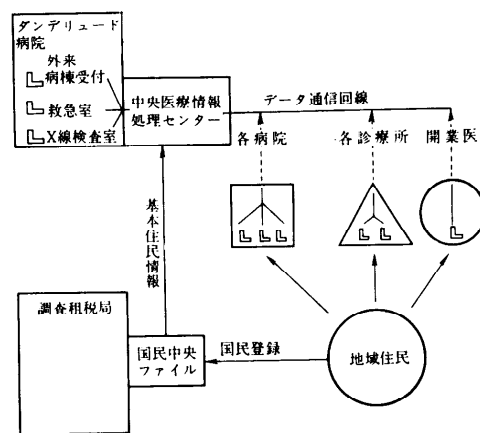 ダンデリュード
病院
外来
病棟受付
救急室
X線検査室
中央医療情報
処理センター
データ通信回線
各病院
各診療所
開業医
基本住民情報
調査租税局
国民中央
ファイル
国民登録
地域住民